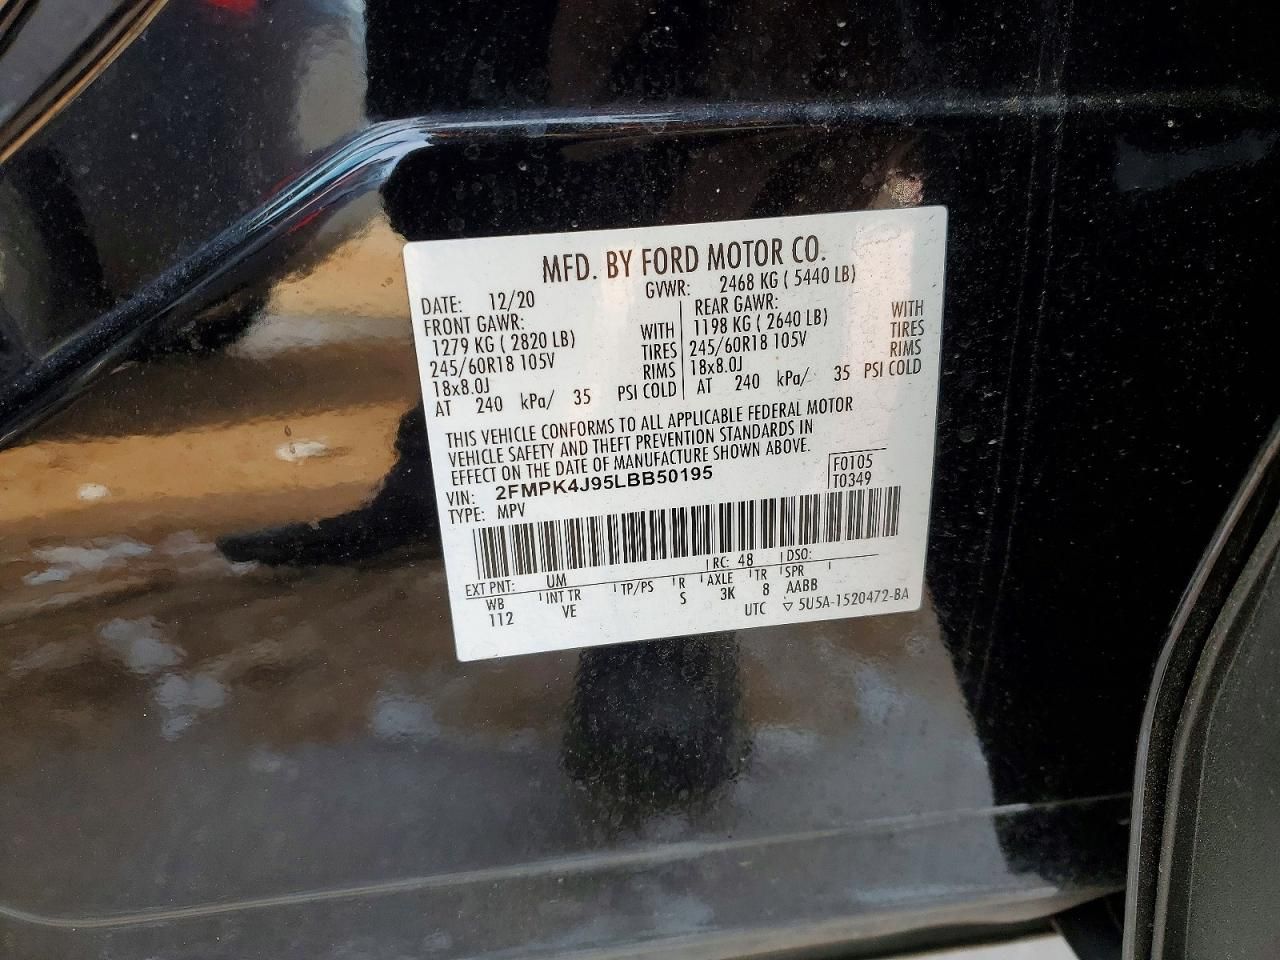 MFD. BY FORD MOTOR CO.
DATE: 12/20 GVWR: 2468 KG ( 5440 LB)
FRONT GAWR:
1279 KG ( 2820 LB) WITH
245/60R18 105V TIRES
18x8.0J RIMS
AT 240 kPa/ 35 PSI COLD
REAR GAWR: WITH
1198 KG ( 2640 LB) TIRES
245/60R18 105V RIMS
18x8.0J
AT 240 kPa/ 35 PSI COLD
THIS VEHICLE CONFORMS TO ALL APPLICABLE FEDERAL MOTOR
VEHICLE SAFETY AND THEFT PREVENTION STANDARDS IN
EFFECT ON THE DATE OF MANUFACTURE SHOWN ABOVE.
F0105
T0349
VIN: 2FMPK4J95LBB50195
TYPE: MPV
EXT PNT: UM RC: 48 DSO:
WB INT TR TP/PS R AXLE TR SPR
112 VE S 3K 8 AABB
UTC ▽ 5U5A-1520472-BA